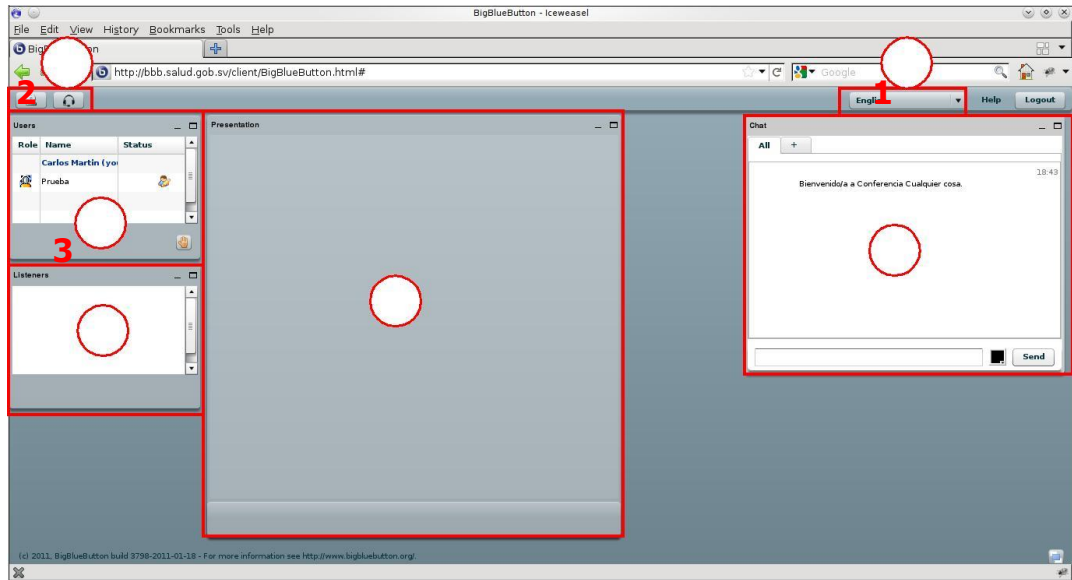 BigBlueButton - Iceweasel
File Edit View History Bookmarks Tools Help
http://bbb.salud.gob.sv/client/BigBlueButton.html#
Google
2
1
Help
Logout
Users
Role Name Status
Carlos Martin (you
Prueba
3
Listeners
Presentation
Chat
All +
18:43
Bienvenido/a a Conferencia Cualquier cosa.
Send
(c) 2011, BigBlueButton build 3798-2011-01-18 - For more information see http://www.bigbluebutton.org/.